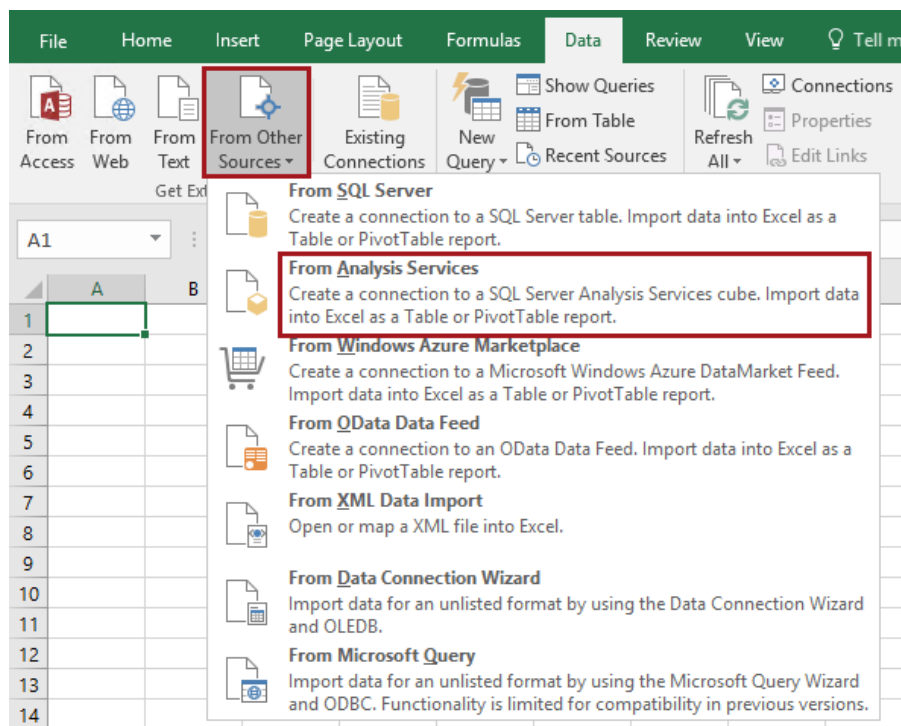 File Home Insert Page Layout Formulas Data Review View Tell m
From Access
From Web
From Text
From Other Sources
Existing Connections
New Query
Show Queries
From Table
Recent Sources
Refresh All
Connections
Properties
Edit Links
Get Ext
From SQL Server
Create a connection to a SQL Server table. Import data into Excel as a
Table or PivotTable report.
A1
From Analysis Services
Create a connection to a SQL Server Analysis Services cube. Import data
into Excel as a Table or PivotTable report.
A B
From Windows Azure Marketplace
Create a connection to a Microsoft Windows Azure DataMarket Feed.
Import data into Excel as a Table or PivotTable report.
From OData Data Feed
Create a connection to an OData Data Feed. Import data into Excel as a
Table or PivotTable report.
From XML Data Import
Open or map a XML file into Excel.
From Data Connection Wizard
Import data for an unlisted format by using the Data Connection Wizard
and OLEDB.
From Microsoft Query
Import data for an unlisted format by using the Microsoft Query Wizard
and ODBC. Functionality is limited for compatibility in previous versions.
1
2
3
4
5
6
7
8
9
10
11
12
13
14